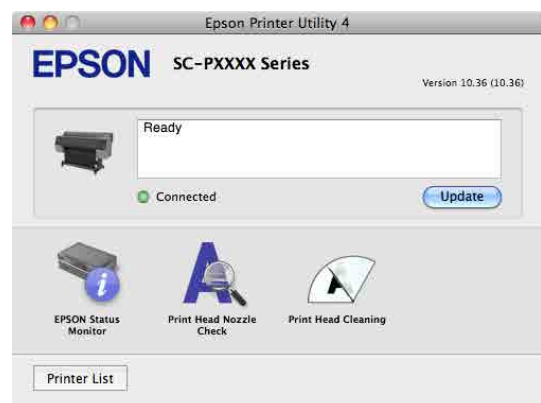 Epson Printer Utility 4
EPSON
SC-PXXXX Series
Version 10.36 (10.36)
Ready
Connected
Update
EPSON Status
Monitor
Print Head Nozzle
Check
Print Head Cleaning
Printer List